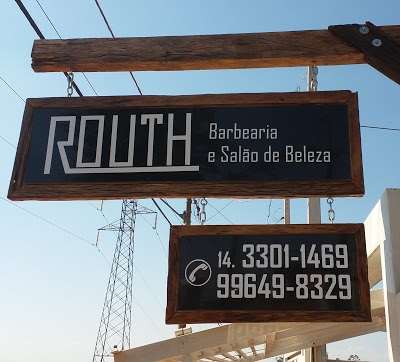 ROUTH
Barbearia
e Salão de Beleza
14. 3301-1469
99649-8329